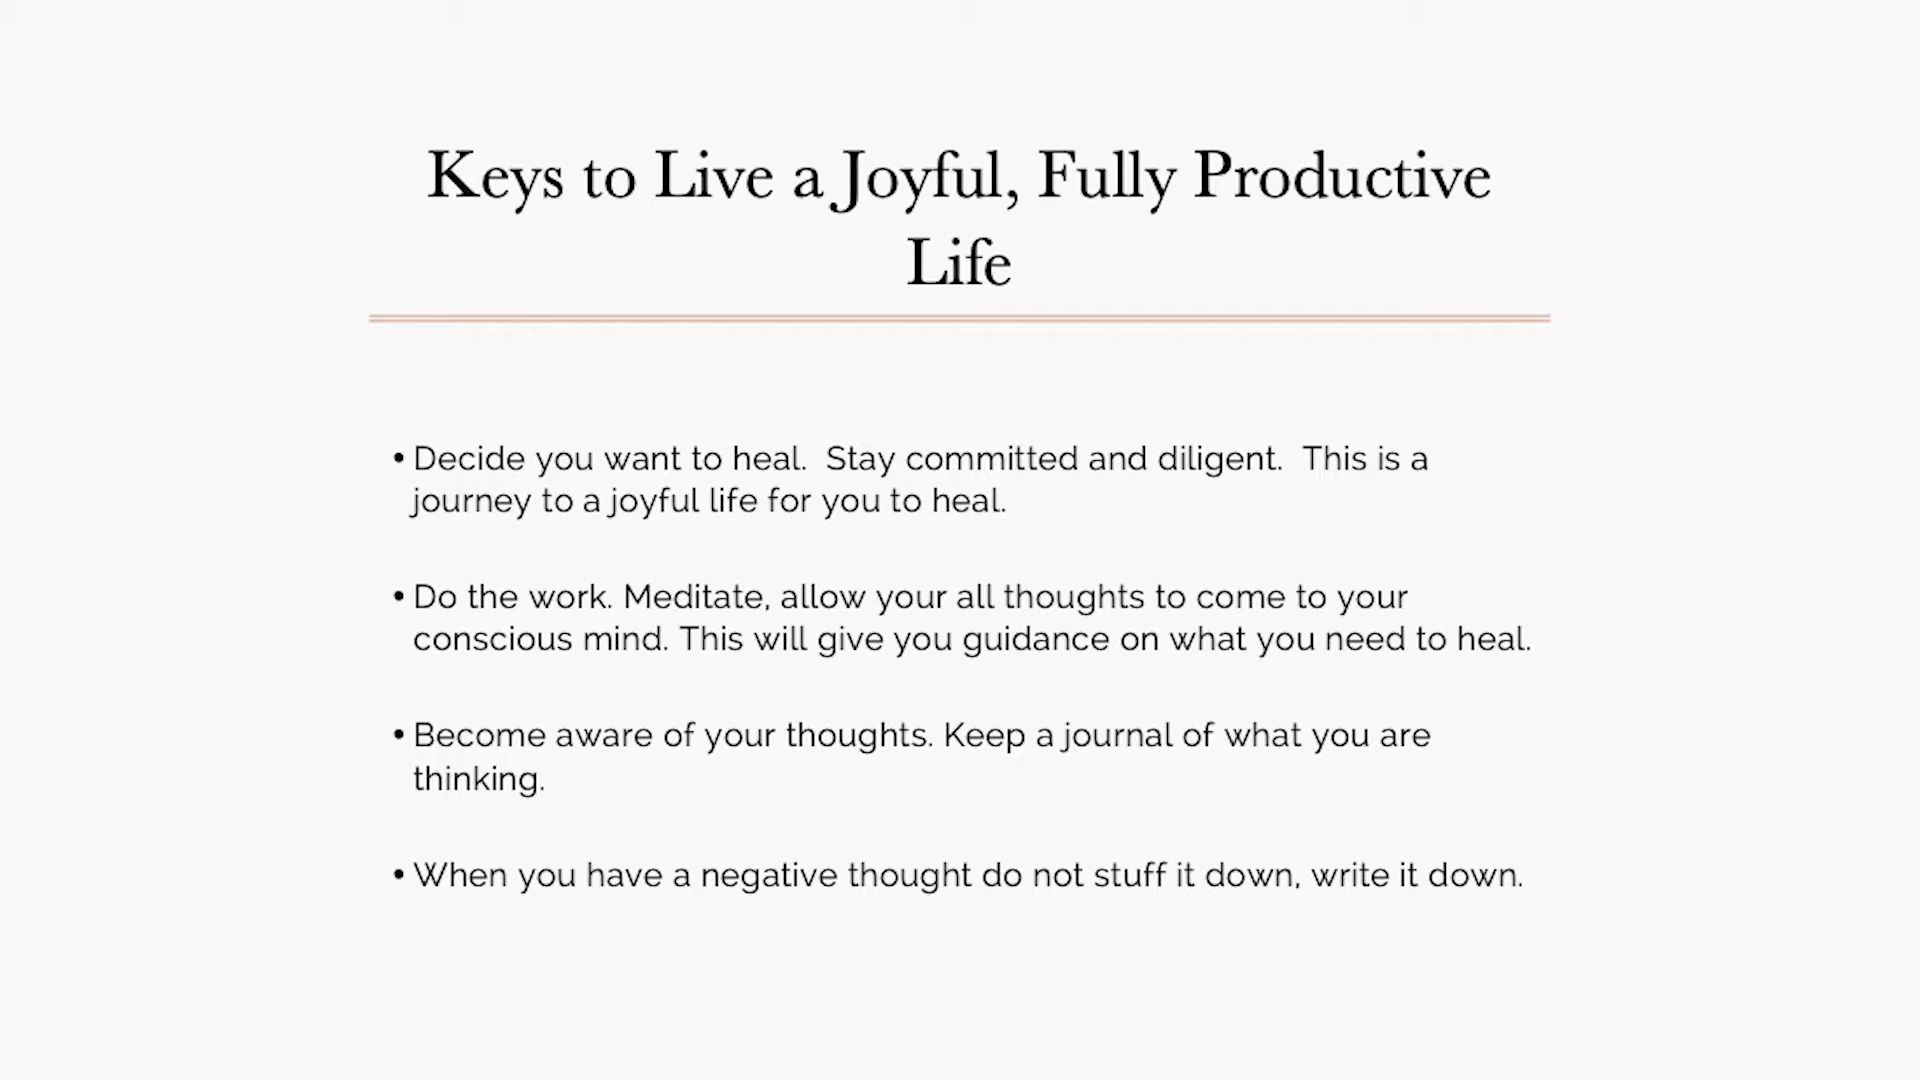 Keys to Live a Joyful, Fully Productive
Life
• Decide you want to heal.  Stay committed and diligent.  This is a
journey to a joyful life for you to heal.
• Do the work. Meditate, allow your all thoughts to come to your
conscious mind. This will give you guidance on what you need to heal.
• Become aware of your thoughts. Keep a journal of what you are
thinking.
• When you have a negative thought do not stuff it down, write it down.